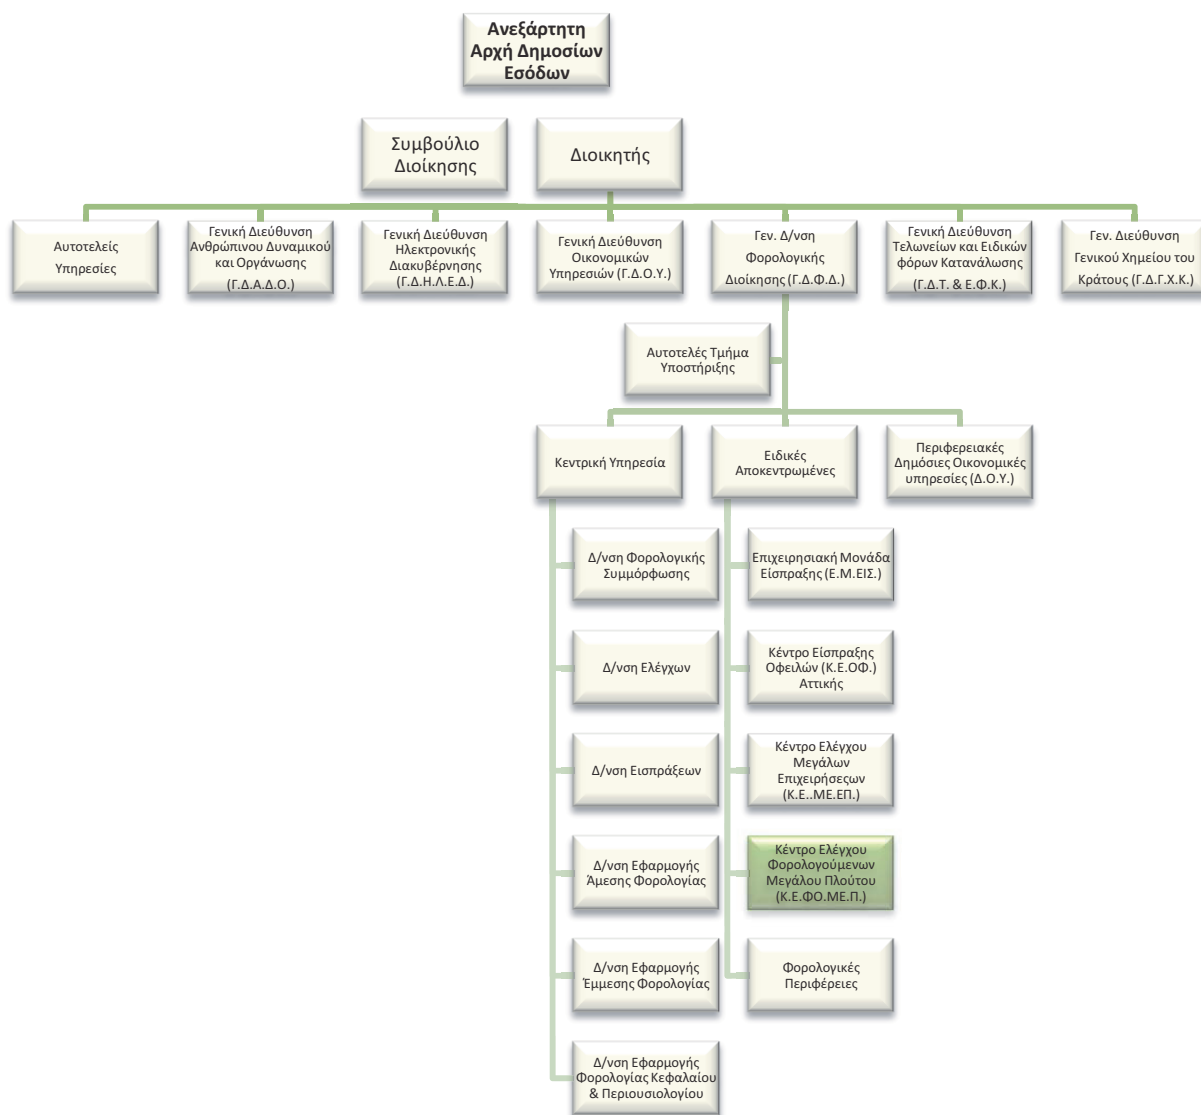 Ανεξάρτητη
Αρχή Δημοσίων
Εσόδων
Συμβούλιο
Διοίκησης
Διοικητής
Αυτοτελείς
Υπηρεσίες
Γενική Διεύθυνση
Ανθρώπινου Δυναμικού
και Οργάνωσης
(Γ.Δ.Α.Δ.Ο.)
Γενική Διεύθυνση
Ηλεκτρονικής
Διακυβέρνησης
(Γ.Δ.Η.Λ.Ε.Δ.)
Γενική Διεύθυνση
Οικονομικών
Υπηρεσιών (Γ.Δ.Ο.Υ.)
Γεν. Δ/νση
Φορολογικής
Διοίκησης (Γ.Δ.Φ.Δ.)
Γενική Διεύθυνση
Τελωνείων και Ειδικών
φόρων Κατανάλωσης
(Γ.Δ.Τ. & Ε.Φ.Κ.)
Γεν. Διεύθυνση
Γενικού Χημείου του
Κράτους (Γ.Δ.Γ.Χ.Κ.)
Αυτοτελές Τμήμα
Υποστήριξης
Κεντρική Υπηρεσία
Ειδικές
Αποκεντρωμένες
Περιφερειακές
Δημόσιες Οικονομικές
υπηρεσίες (Δ.Ο.Υ.)
Δ/νση Φορολογικής
Συμμόρφωσης
Δ/νση Ελέγχων
Δ/νση Εισπράξεων
Δ/νση Εφαρμογής
Άμεσης Φορολογίας
Δ/νση Εφαρμογής
Έμμεσης Φορολογίας
Δ/νση Εφαρμογής
Φορολογίας Κεφαλαίου
& Περιουσιολογίου
Επιχειρησιακή Μονάδα
Είσπραξης (Ε.Μ.ΕΙΣ.)
Κέντρο Είσπραξης
Οφειλών (Κ.Ε.ΟΦ.)
Αττικής
Κέντρο Ελέγχου
Μεγάλων
Επιχειρήσεςων
(Κ.Ε..ΜΕ.ΕΠ.)
Κέντρο Ελέγχου
Φορολογούμενων
Μεγάλου Πλούτου
(Κ.Ε.ΦΟ.ΜΕ.Π.)
Φορολογικές
Περιφέρειες